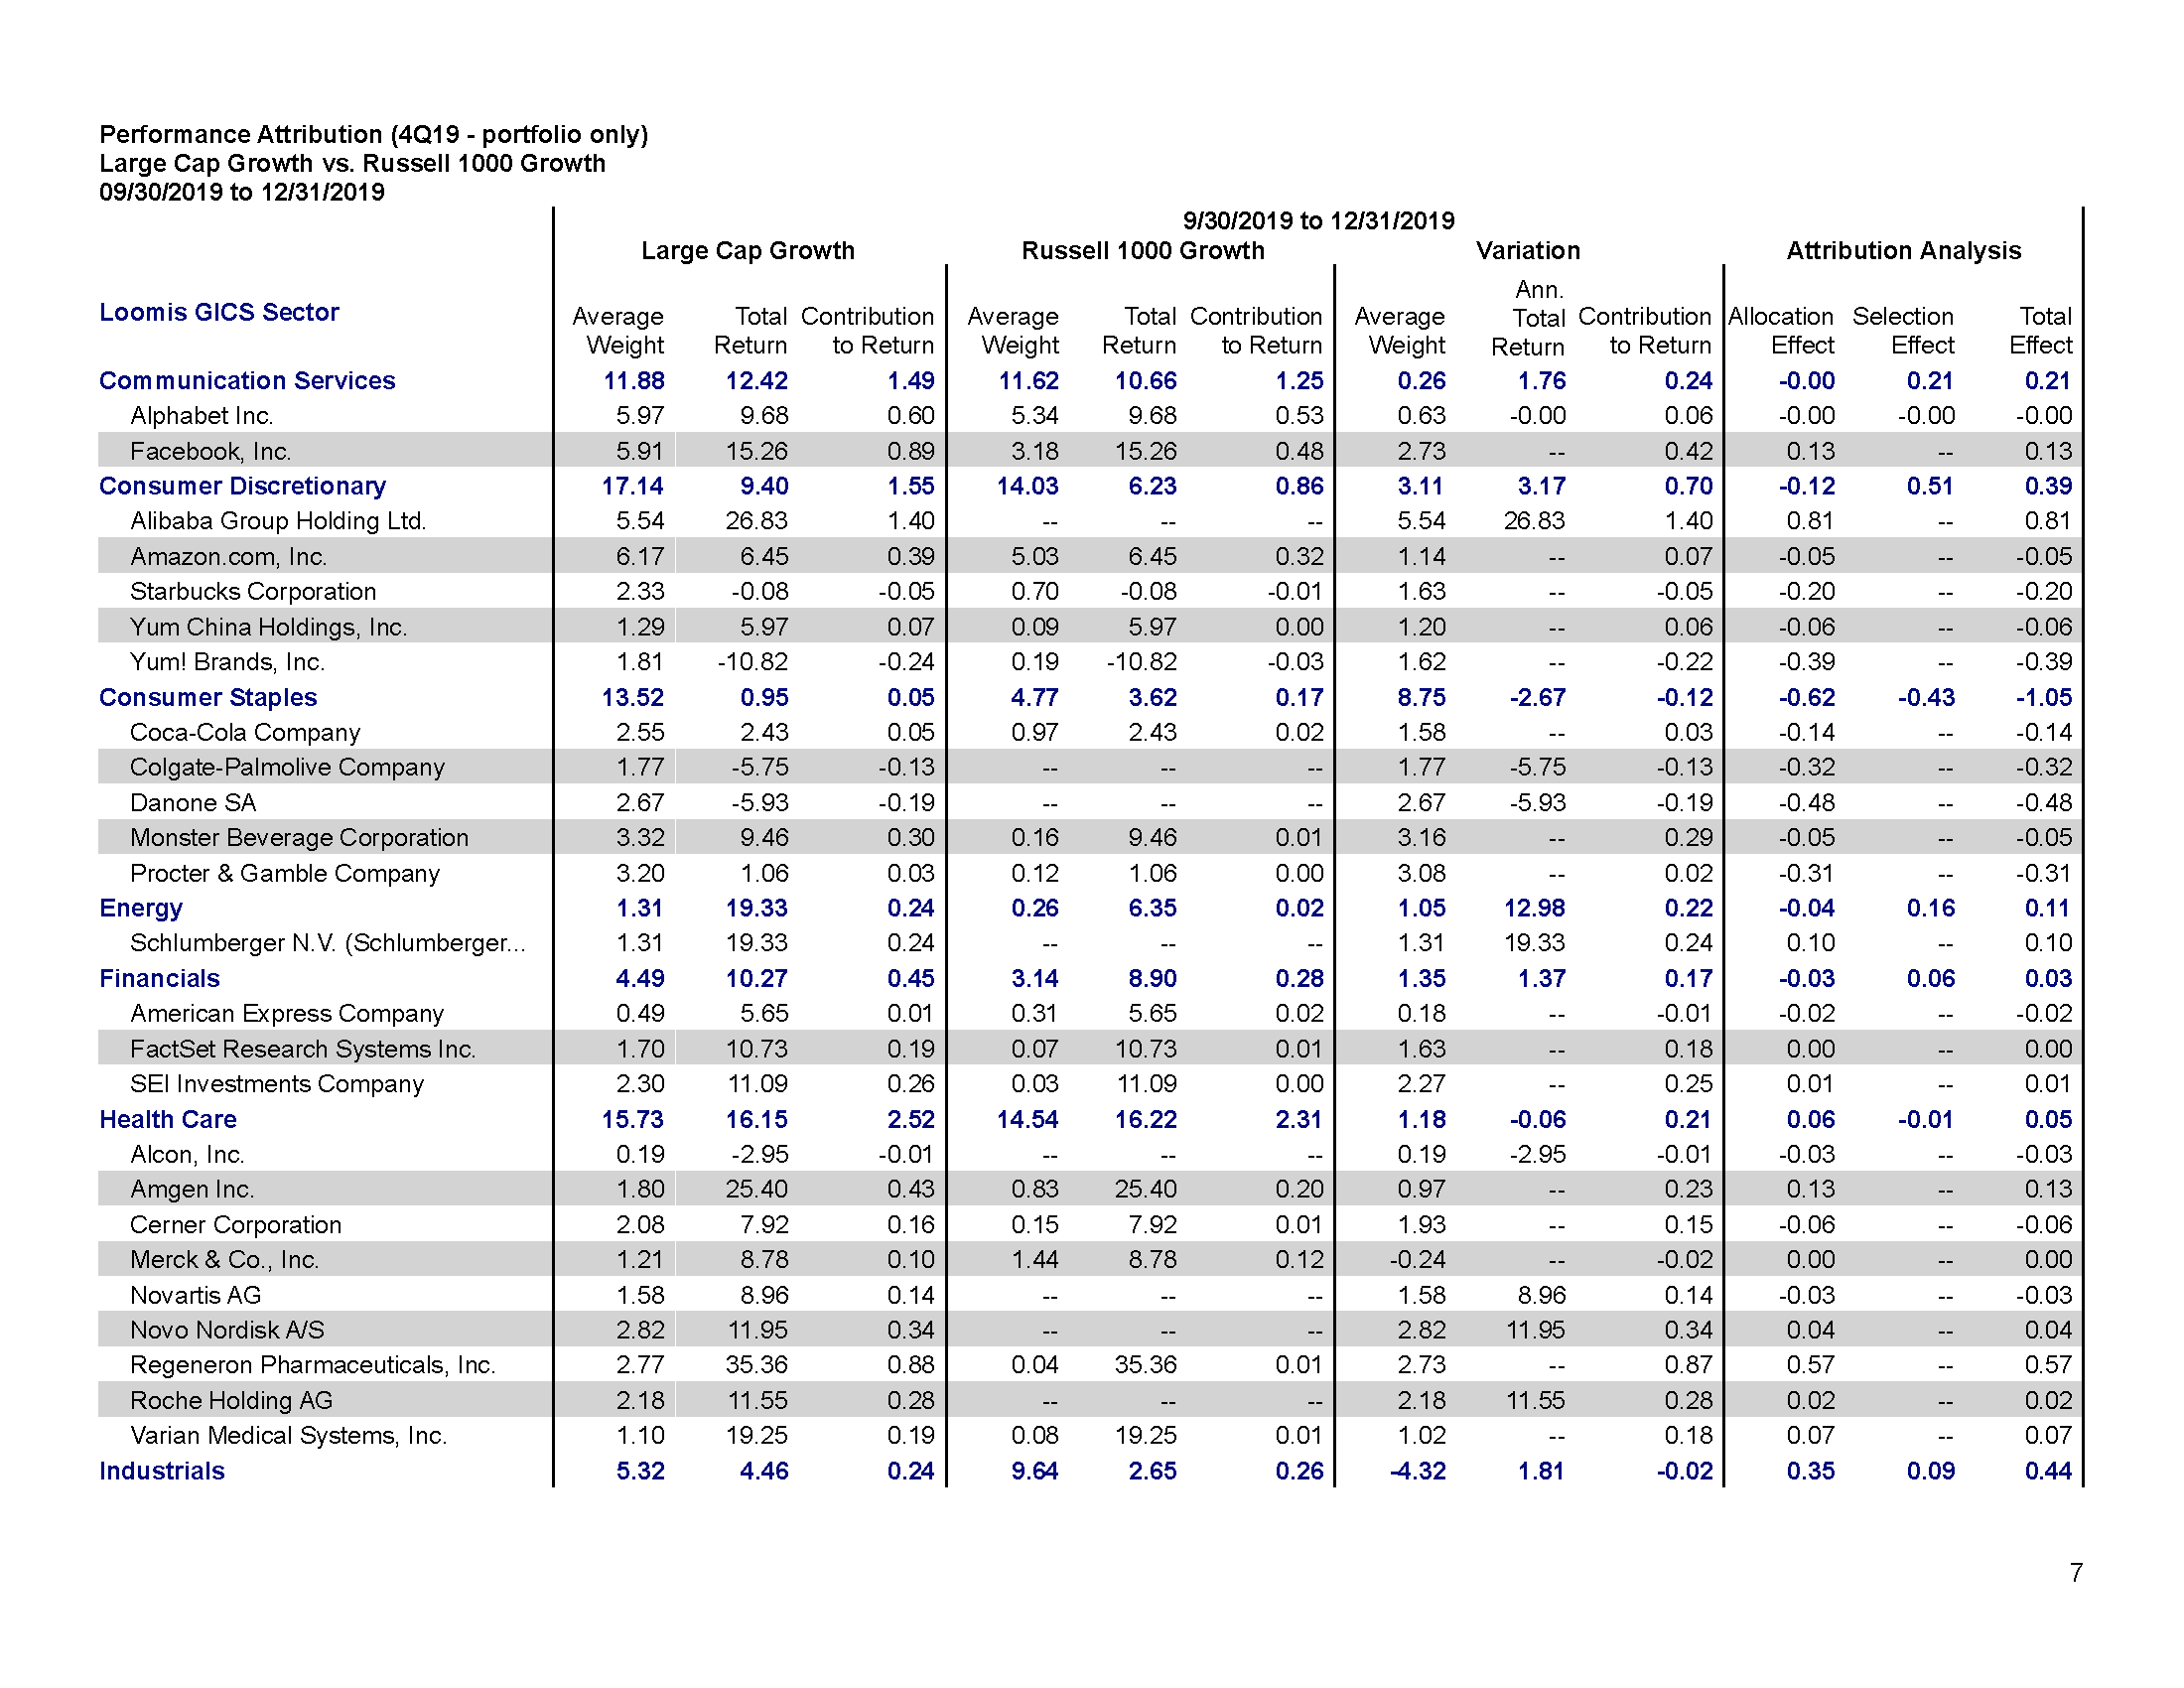 Performance Attribution (4Q19 - portfolio only)
Large Cap Growth vs. Russell 1000 Growth
09/30/2019 to 12/31/2019
9/30/2019 to 12/31/2019
Large Cap Growth Russell 1000 Growth Variation Attribution Analysis
Loomis GICS Sector Average Weight Total Return Contribution to Return Average Weight Total Return Contribution to Return Average Weight Ann. Total Return Contribution to Return Allocation Effect Selection Effect Total Effect
Communication Services 11.88 12.42 1.49 11.62 10.66 1.25 0.26 1.76 0.24 -0.00 0.21 0.21
Alphabet Inc. 5.97 9.68 0.60 5.34 9.68 0.53 0.63 -0.00 0.06 -0.00 -0.00 -0.00
Facebook, Inc. 5.91 15.26 0.89 3.18 15.26 0.48 2.73 -- 0.42 0.13 -- 0.13
Consumer Discretionary 17.14 9.40 1.55 14.03 6.23 0.86 3.11 3.17 0.70 -0.12 0.51 0.39
Alibaba Group Holding Ltd. 5.54 26.83 1.40 -- -- -- 5.54 26.83 1.40 0.81 -- 0.81
Amazon.com, Inc. 6.17 6.45 0.39 5.03 6.45 0.32 1.14 -- 0.07 -0.05 -- -0.05
Starbucks Corporation 2.33 -0.08 -0.05 0.70 -0.08 -0.01 1.63 -- -0.05 -0.20 -- -0.20
Yum China Holdings, Inc. 1.29 5.97 0.07 0.09 5.97 0.00 1.20 -- 0.06 -0.06 -- -0.06
Yum! Brands, Inc. 1.81 -10.82 -0.24 0.19 -10.82 -0.03 1.62 -- -0.22 -0.39 -- -0.39
Consumer Staples 13.52 0.95 0.05 4.77 3.62 0.17 8.75 -2.67 -0.12 -0.62 -0.43 -1.05
Coca-Cola Company 2.55 2.43 0.05 0.97 2.43 0.02 1.58 -- 0.03 -0.14 -- -0.14
Colgate-Palmolive Company 1.77 -5.75 -0.13 -- -- -- 1.77 -5.75 -0.13 -0.32 -- -0.32
Danone SA 2.67 -5.93 -0.19 -- -- -- 2.67 -5.93 -0.19 -0.48 -- -0.48
Monster Beverage Corporation 3.32 9.46 0.30 0.16 9.46 0.01 3.16 -- 0.29 -0.05 -- -0.05
Procter & Gamble Company 3.20 1.06 0.03 0.12 1.06 0.00 3.08 -- 0.02 -0.31 -- -0.31
Energy 1.31 19.33 0.24 0.26 6.35 0.02 1.05 12.98 0.22 -0.04 0.16 0.11
Schlumberger N.V. (Schlumberger... 1.31 19.33 0.24 -- -- -- 1.31 19.33 0.24 0.10 -- 0.10
Financials 4.49 10.27 0.45 3.14 8.90 0.28 1.35 1.37 0.17 -0.03 0.06 0.03
American Express Company 0.49 5.65 0.01 0.31 5.65 0.02 0.18 -- -0.01 -0.02 -- -0.02
FactSet Research Systems Inc. 1.70 10.73 0.19 0.07 10.73 0.01 1.63 -- 0.18 0.00 -- 0.00
SEI Investments Company 2.30 11.09 0.26 0.03 11.09 0.00 2.27 -- 0.25 0.01 -- 0.01
Health Care 15.73 16.15 2.52 14.54 16.22 2.31 1.18 -0.06 0.21 0.06 -0.01 0.05
Alcon, Inc. 0.19 -2.95 -0.01 -- -- -- 0.19 -2.95 -0.01 -0.03 -- -0.03
Amgen Inc. 1.80 25.40 0.43 0.83 25.40 0.20 0.97 -- 0.23 0.13 -- 0.13
Cerner Corporation 2.08 7.92 0.16 0.15 7.92 0.01 1.93 -- 0.15 -0.06 -- -0.06
Merck & Co., Inc. 1.21 8.78 0.10 1.44 8.78 0.12 -0.24 -- -0.02 0.00 -- 0.00
Novartis AG 1.58 8.96 0.14 -- -- -- 1.58 8.96 0.14 -0.03 -- -0.03
Novo Nordisk A/S 2.82 11.95 0.34 -- -- -- 2.82 11.95 0.34 0.04 -- 0.04
Regeneron Pharmaceuticals, Inc. 2.77 35.36 0.88 0.04 35.36 0.01 2.73 -- 0.87 0.57 -- 0.57
Roche Holding AG 2.18 11.55 0.28 -- -- -- 2.18 11.55 0.28 0.02 -- 0.02
Varian Medical Systems, Inc. 1.10 19.25 0.19 0.08 19.25 0.01 1.02 -- 0.18 0.07 -- 0.07
Industrials 5.32 4.46 0.24 9.64 2.65 0.26 -4.32 1.81 -0.02 0.35 0.09 0.44
7